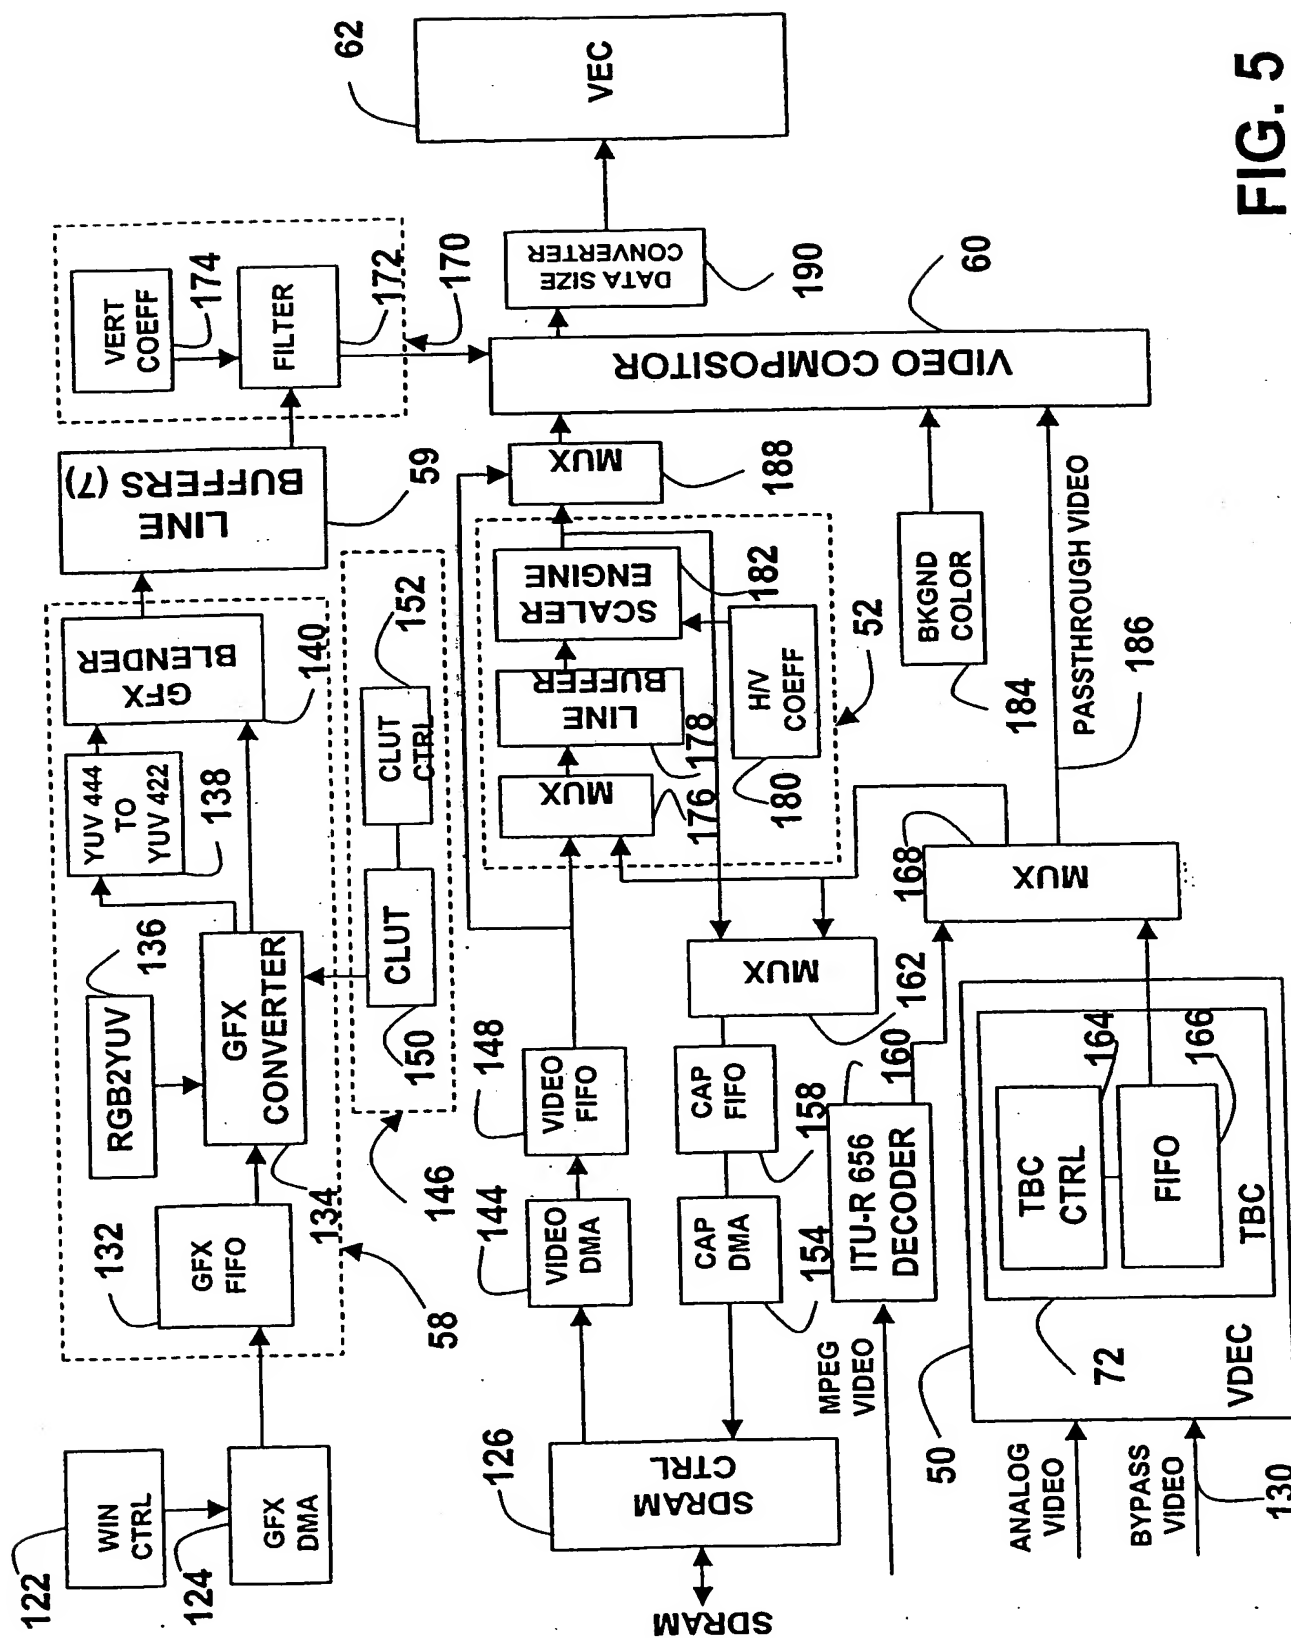 62
VEC
VERT
COEFF
174
FILTER
172
170
DATA SIZE
CONVERTER
190
60
VIDEO COMPOSITOR
LINE
BUFFERS (7)
59
MUX
188
GFX
BLENDER
140
YUV 444
TO
YUV 422
138
136
RGB2YUV
GFX
CONVERTER
134
132
GFX
FIFO
58
122
WIN
CTRL
124
GFX
DMA
CLUT
CTRL
152
CLUT
150
146
SCALER
ENGINE
182
LINE
BUFFER
178
MUX
176
H/V
COEFF
180
52
BKGND
COLOR
184
PASSTHROUGH VIDEO
186
148
VIDEO
FIFO
144
VIDEO
DMA
126
SDRAM
CTRL
SDRAM
MUX
162
CAP
FIFO
158
CAP
DMA
154
160
ITU-R 656
DECODER
MPEG
VIDEO
168
MUX
TBC
CTRL
164
FIFO
166
TBC
72
VDEC
50
ANALOG
VIDEO
BYPASS
VIDEO
130
FIG. 5